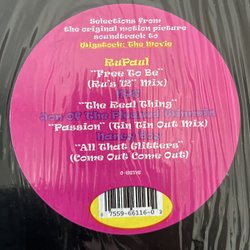 Selections from
the original motion picture
soundtrack to
Wigstock: The Movie
RuPaul
"Free To Be"
(Ru's 12" Mix)
"The Real Thing"
"Passion" (Tin Tin Out Mix)
"All That Glitters"
(Come Out Come Out)
0-66116
7559-66116-0